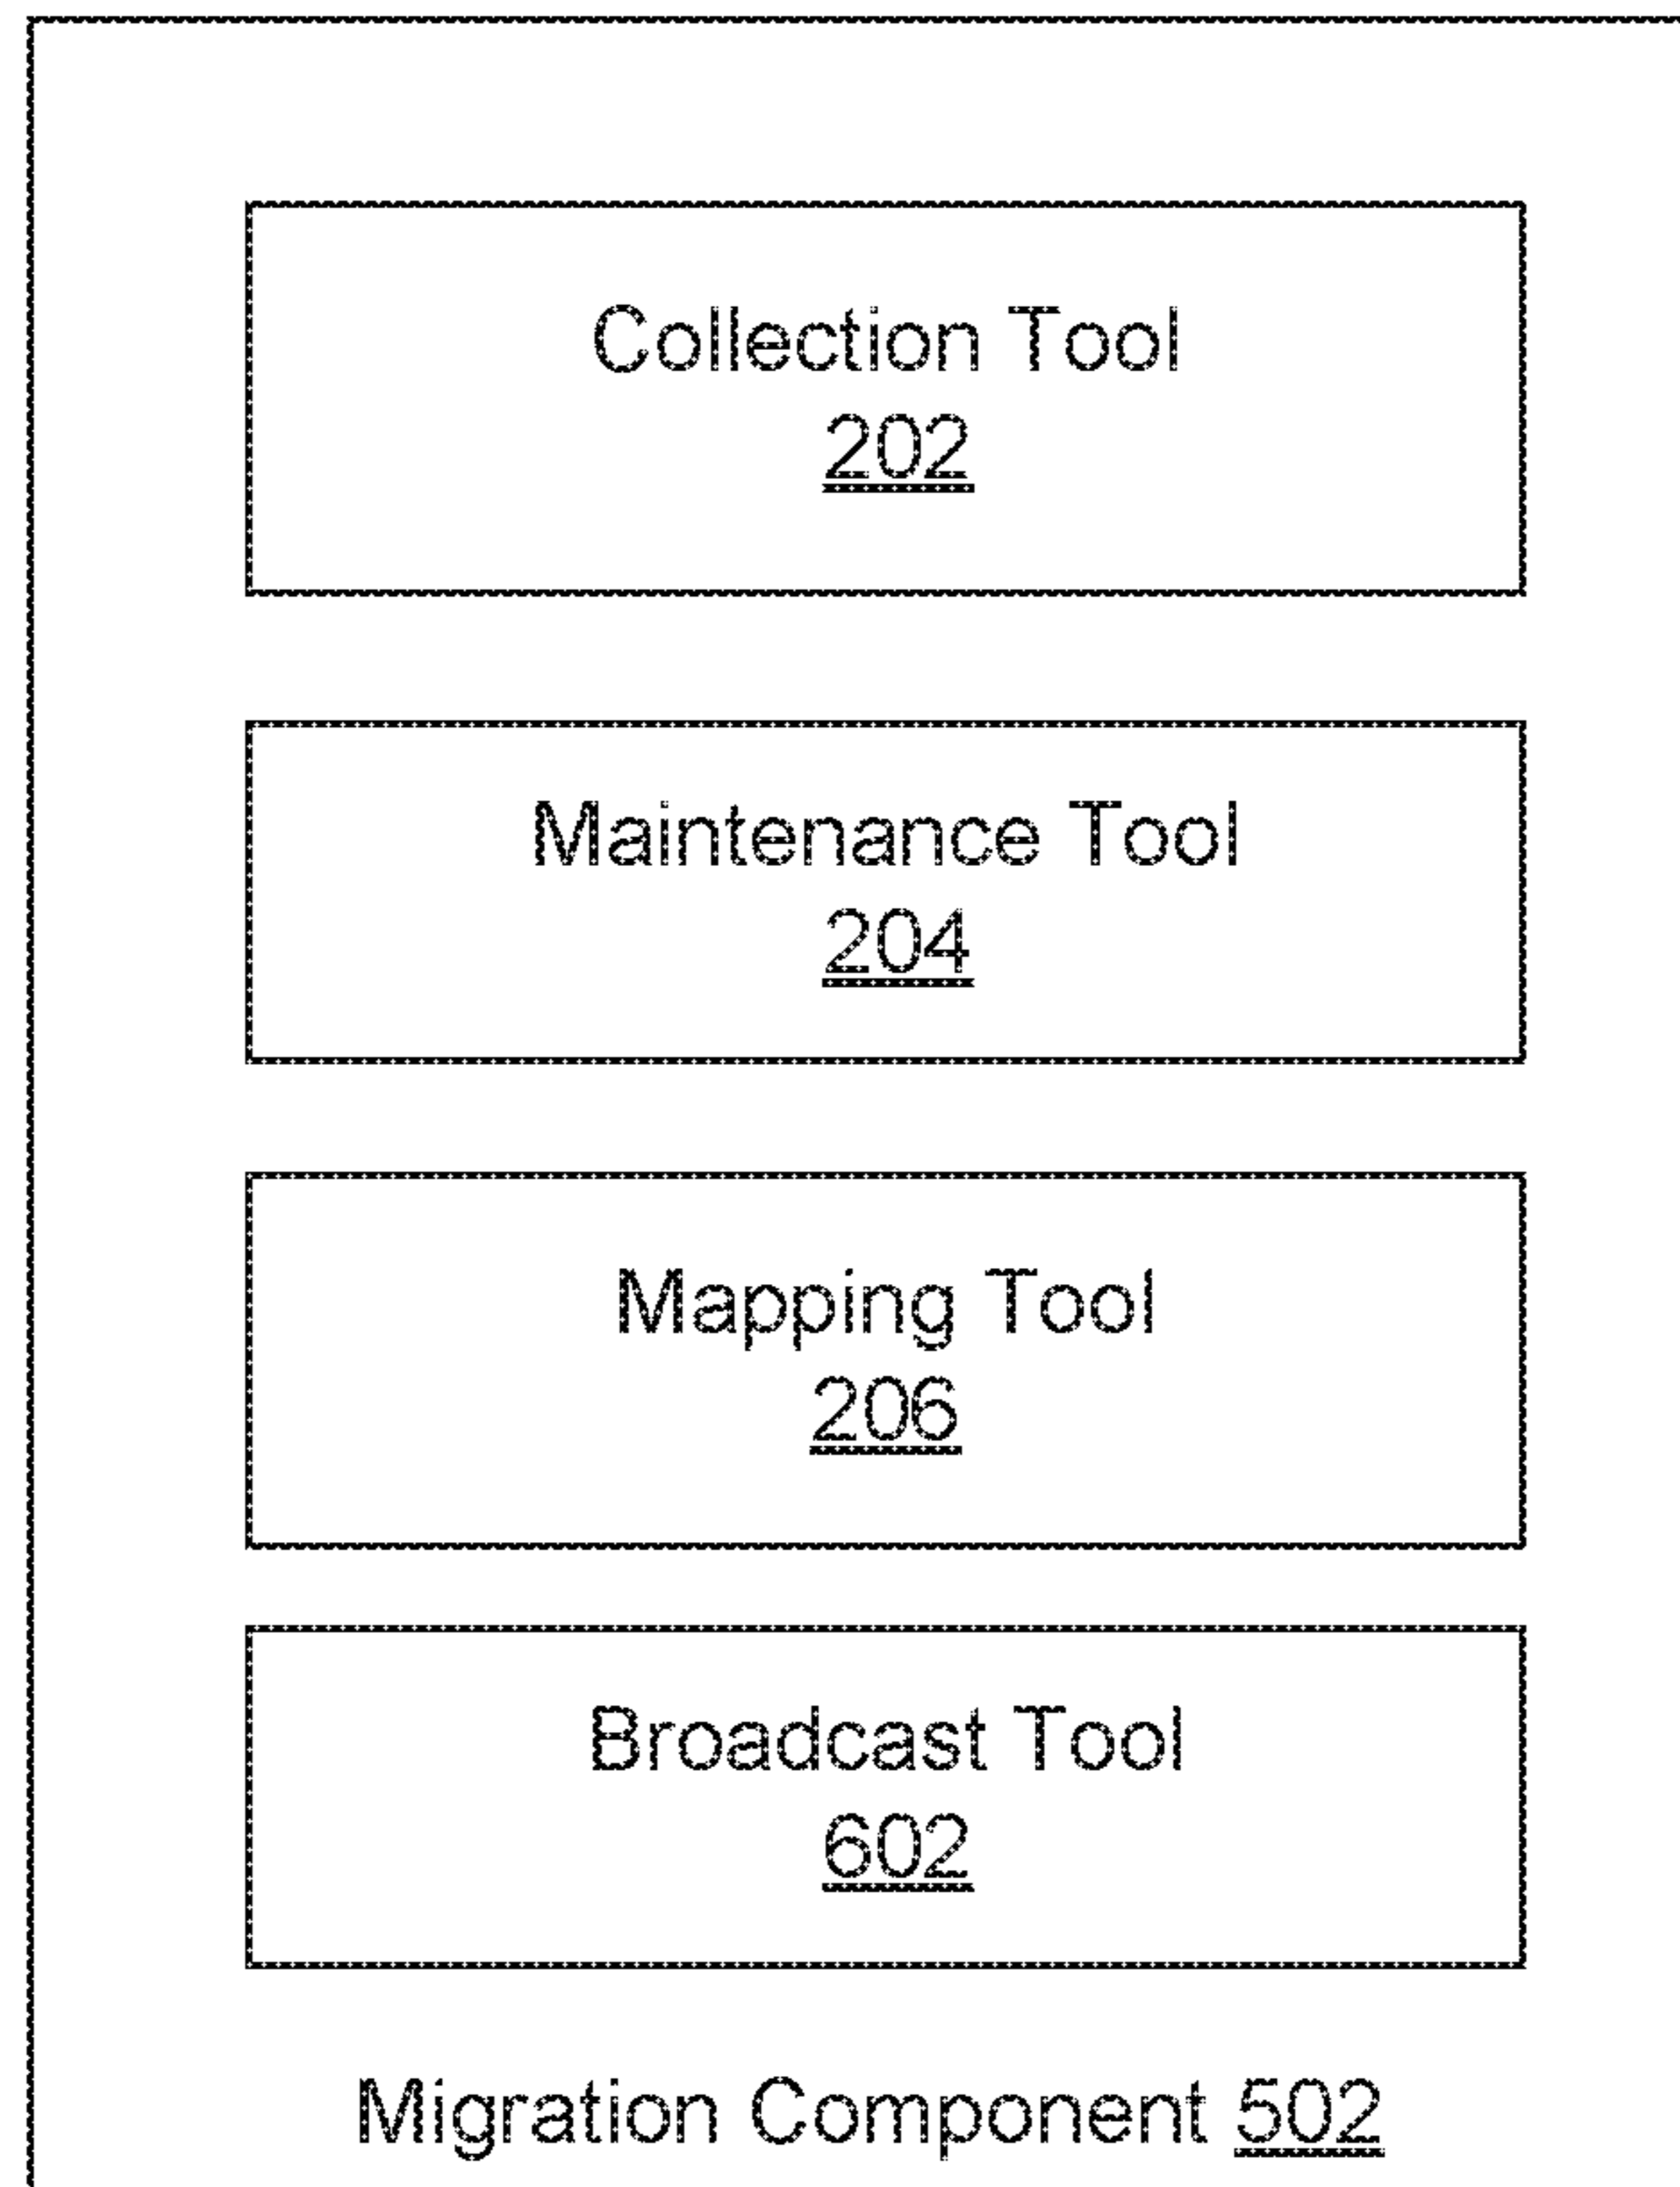 Collection Tool
202
Maintenance Tool
204
Mapping Tool
206
Broadcast Tool
602
Migration Component 502